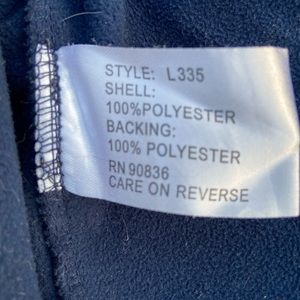 STYLE: L335
SHELL:
100%POLYESTER
BACKING:
100% POLYESTER
RN 90836
CARE ON REVERSE